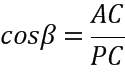 cosβ = AC/PC